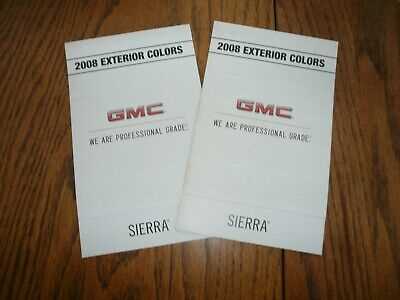 2008 EXTERIOR COLORS
GMC
WE ARE PROFESSIONAL GRADE.
SIERRA®
2008 EXTERIOR COLORS
GMC
WE ARE PROFESSIONAL GRADE.
SIERRA®